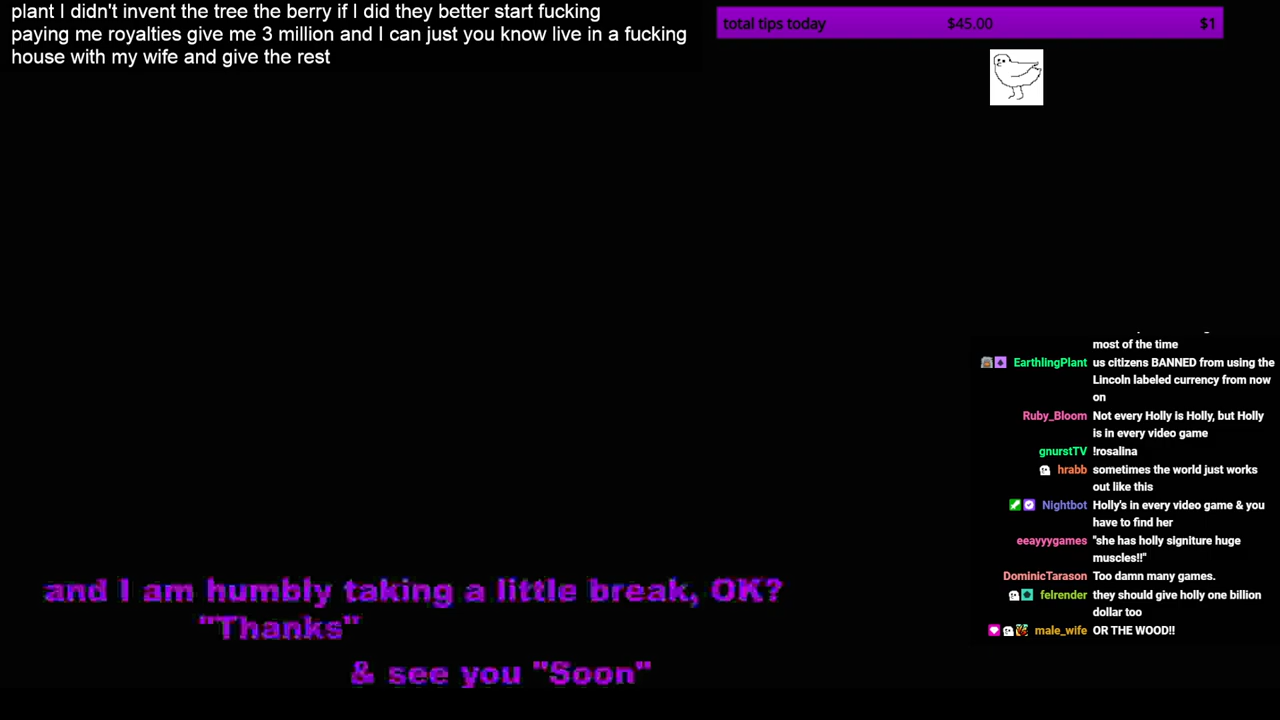 plant I didn't invent the tree the berry if I did they better start fucking
paying me royalties give me 3 million and I can just you know live in a fucking
house with my wife and give the rest
total tips today $45.00 $1
most of the time
EarthlingPlant us citizens BANNED from using the
Lincoln labeled currency from now
on
Ruby_Bloom Not every Holly is Holly, but Holly
is in every video game
gnurstTV !rosalina
hrabb sometimes the world just works
out like this
Nightbot Holly's in every video game & you
have to find her
eeayyygames "she has holly signiture huge
muscles!!"
DominicTarason Too damn many games.
felrender they should give holly one billion
dollar too
male_wife OR THE WOOD!!
and I am humbly taking a little break, OK?
"Thanks"
& see you "Soon"